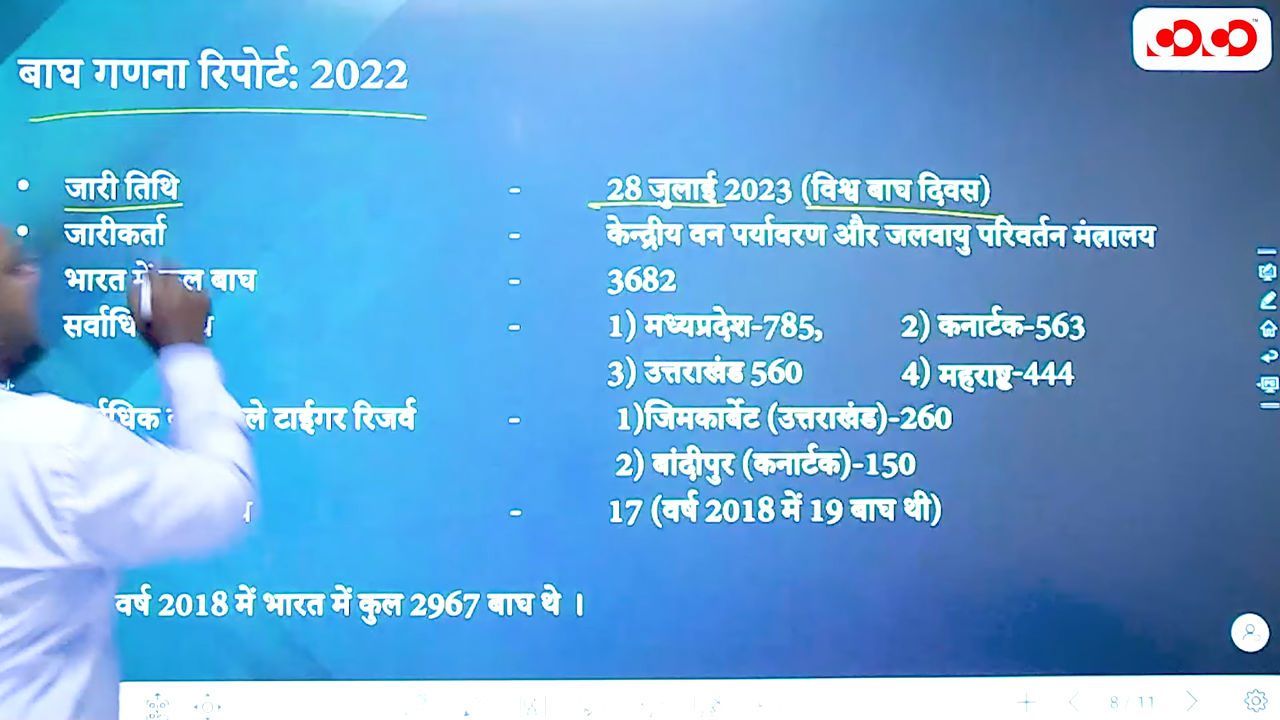 बाघ गणना रिपोर्ट: 2022
• जारी तिथि - 28 जुलाई 2023 (विश्व बाघ दिवस)
• जारीकर्ता - केन्द्रीय वन पर्यावरण और जलवायु परिवर्तन मंत्रालय
भारत में कुल बाघ - 3682
- 1) मध्यप्रदेश-785, 2) कनार्टक-563
3) उत्तराखंड 560 4) महराष्ट्र-444
टाईगर रिजर्व - 1)जिमकार्बेट (उत्तराखंड)-260
2) बांदीपुर (कनार्टक)-150
- 17 (वर्ष 2018 में 19 बाघ थी)
वर्ष 2018 में भारत में कुल 2967 बाघ थे ।
8 / 11